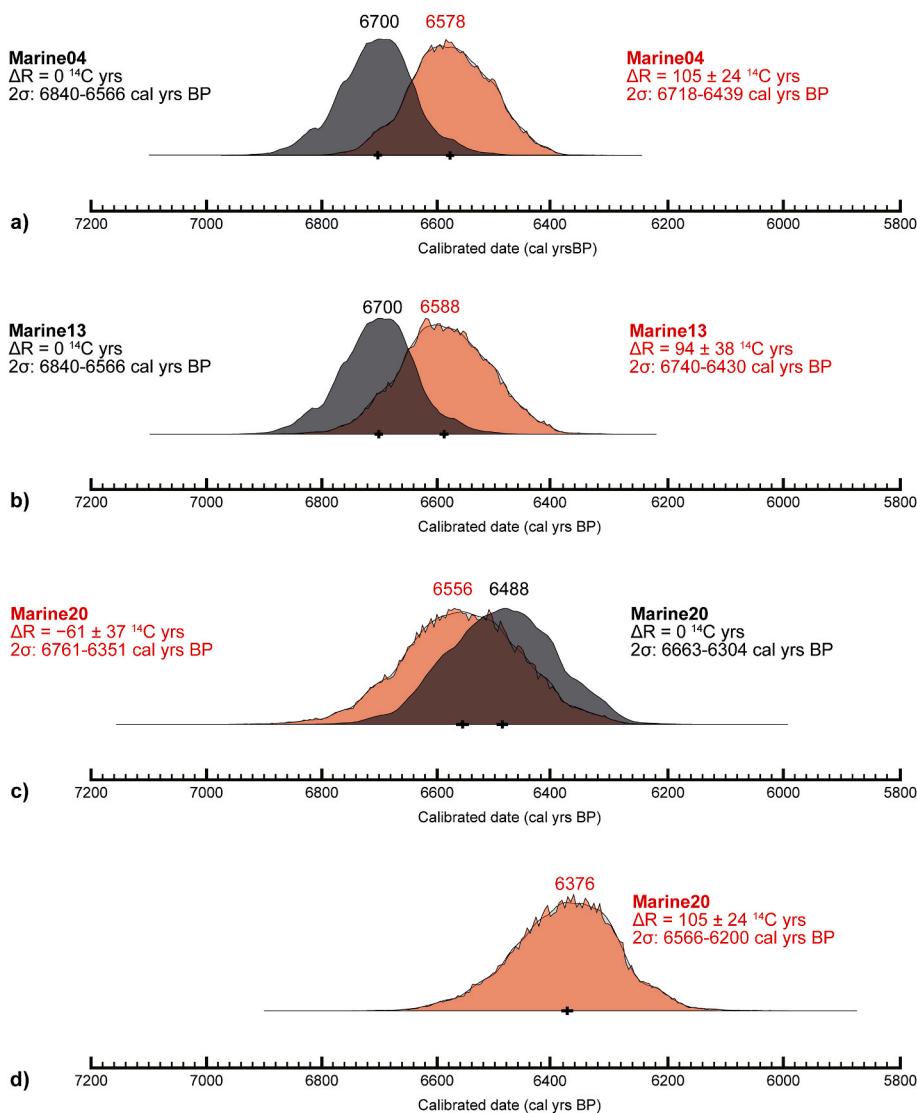 6700 6578
Marine04
ΔR = 0 ¹⁴C yrs
2σ: 6840-6566 cal yrs BP
Marine04
ΔR = 105 ± 24 ¹⁴C yrs
2σ: 6718-6439 cal yrs BP
7200 7000 6800 6600 6400 6200 6000 5800
a)
Calibrated date (cal yrsBP)
6700 6588
Marine13
ΔR = 0 ¹⁴C yrs
2σ: 6840-6566 cal yrs BP
Marine13
ΔR = 94 ± 38 ¹⁴C yrs
2σ: 6740-6430 cal yrs BP
7200 7000 6800 6600 6400 6200 6000 5800
b)
Calibrated date (cal yrs BP)
6556 6488
Marine20
ΔR = −61 ± 37 ¹⁴C yrs
2σ: 6761-6351 cal yrs BP
Marine20
ΔR = 0 ¹⁴C yrs
2σ: 6663-6304 cal yrs BP
7200 7000 6800 6600 6400 6200 6000 5800
c)
Calibrated date (cal yrs BP)
6376
Marine20
ΔR = 105 ± 24 ¹⁴C yrs
2σ: 6566-6200 cal yrs BP
7200 7000 6800 6600 6400 6200 6000 5800
d)
Calibrated date (cal yrs BP)